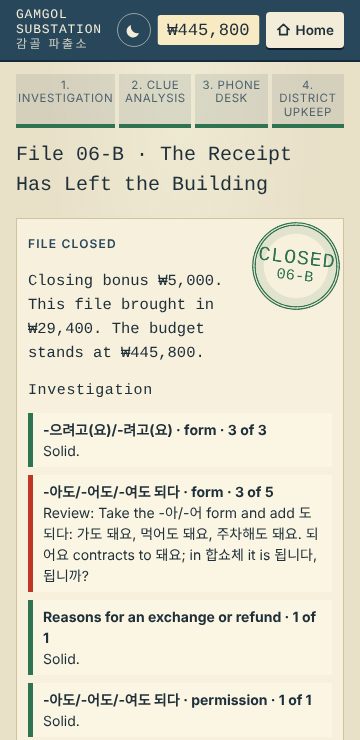 GAMGOL
SUBSTATION
감골 파출소
₩445,800
Home
1.
INVESTIGATION
2. CLUE
ANALYSIS
3. PHONE
DESK
4.
DISTRICT
UPKEEP
File 06-B · The Receipt
Has Left the Building
FILE CLOSED
CLOSED
06-B
Closing bonus ₩5,000.
This file brought in
₩29,400. The budget
stands at ₩445,800.
Investigation
-으려고(요)/-려고(요) · form · 3 of 3
Solid.
-아도/-어도/-여도 되다 · form · 3 of 5
Review: Take the -아/-어 form and add 도
되다: 가도 돼요, 먹어도 돼요, 주차해도 돼요. 되
어요 contracts to 돼요; in 합쇼체 it is 됩니다,
됩니까?
Reasons for an exchange or refund · 1 of
1
Solid.
-아도/-어도/-여도 되다 · permission · 1 of 1
Solid.